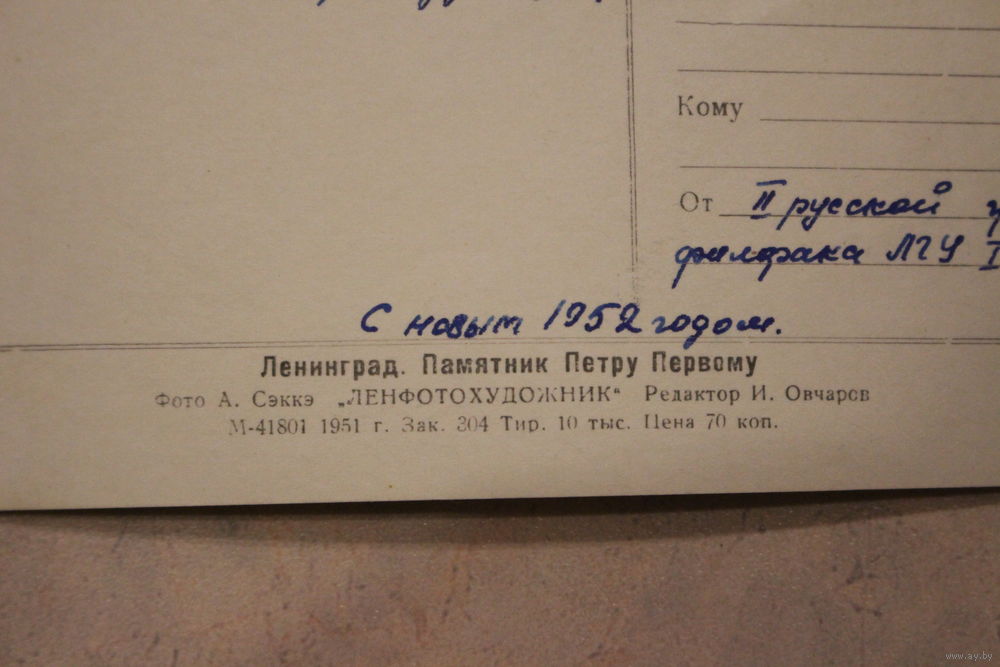 Кому
От II русской
филфака ЛГУ I
С новым 1952 годом.
Ленинград. Памятник Петру Первому
Фото А. Сэккэ „ЛЕНФОТОХУДОЖНИК“ Редактор И. Овчаров
М-41801 1951 г. Зак. 304 Тир. 10 тыс. Цена 70 коп.
www.ay.by